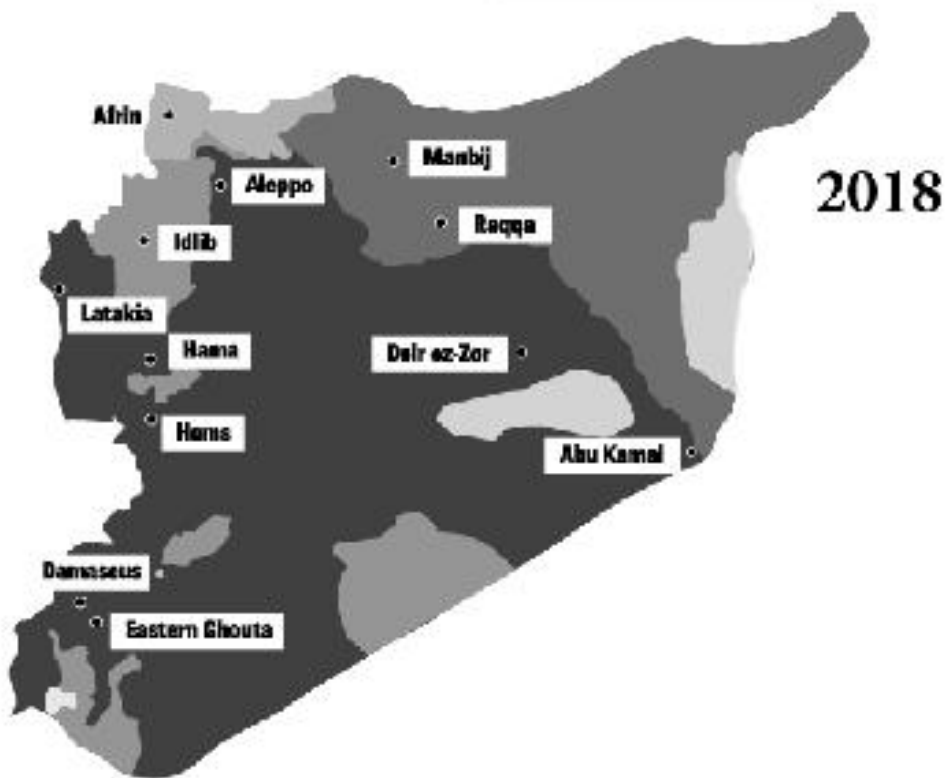 Afrin
Manbij
2018
Aleppo
Raqqa
Idlib
Latakia
Hama
Deir ez-Zor
Homs
Abu Kamal
Damascus
Eastern Ghouta